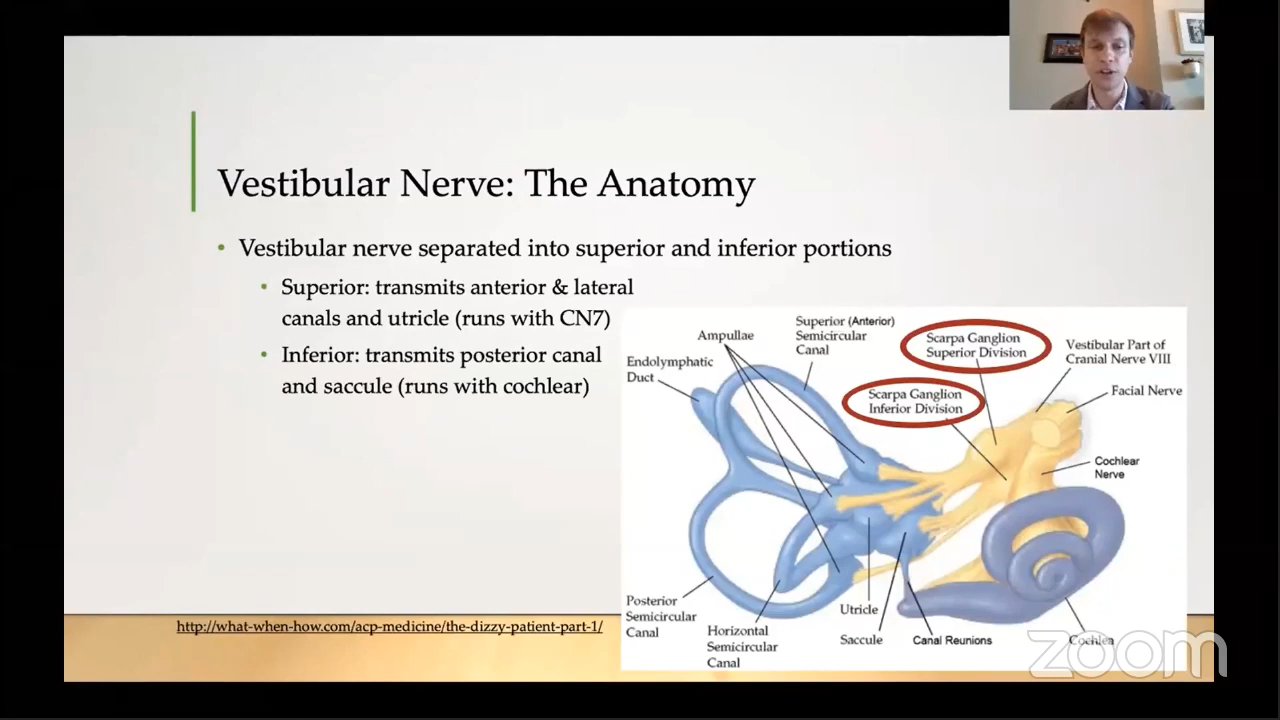 Vestibular Nerve: The Anatomy
• Vestibular nerve separated into superior and inferior portions
• Superior: transmits anterior & lateral
canals and utricle (runs with CN7)
• Inferior: transmits posterior canal
and saccule (runs with cochlear)
Ampullae
Superior (Anterior)
Semicircular
Canal
Scarpa Ganglion
Superior Division
Vestibular Part of
Cranial Nerve VIII
Endolymphatic
Duct
Scarpa Ganglion
Inferior Division
Facial Nerve
Cochlear
Nerve
Posterior
Semicircular
Canal
Horizontal
Semicircular
Canal
Utricle
Saccule
Canal Reunions
Cochlea
http://what-when-how.com/acp-medicine/the-dizzy-patient-part-1/
zoom